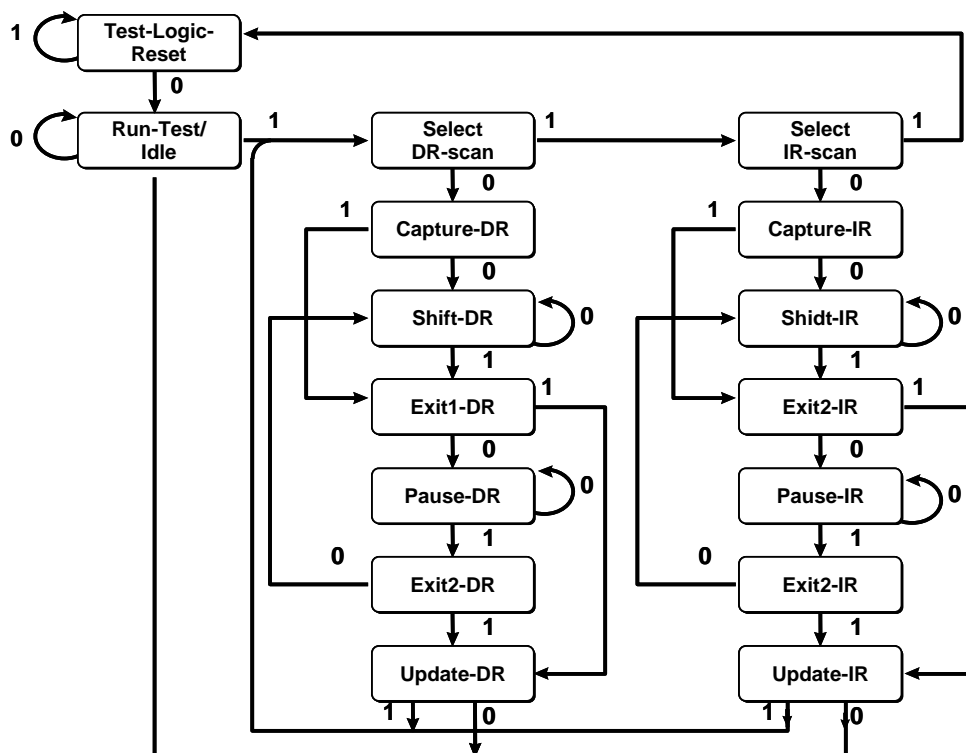 1
Test-Logic-
Reset
0
0
Run-Test/
Idle
1
Select
DR-scan
1
Select
IR-scan
1
0
0
1
Capture-DR
1
Capture-IR
0
0
Shift-DR
0
Shidt-IR
0
1
1
Exit1-DR
1
Exit2-IR
1
0
0
Pause-DR
0
Pause-IR
0
1
1
0
Exit2-DR
0
Exit2-IR
1
1
Update-DR
Update-IR
1
0
1
0